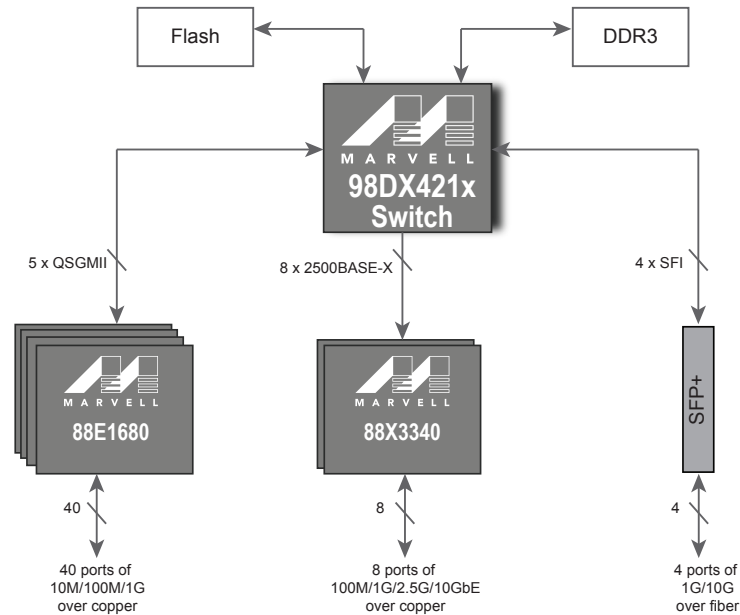 Flash
DDR3
MARVELL
98DX421x
Switch
5 x QSGMII
8 x 2500BASE-X
4 x SFI
MARVELL
88E1680
MARVELL
88X3340
SFP+
40
8
4
40 ports of
10M/100M/1G
over copper
8 ports of
100M/1G/2.5G/10GbE
over copper
4 ports of
1G/10G
over fiber